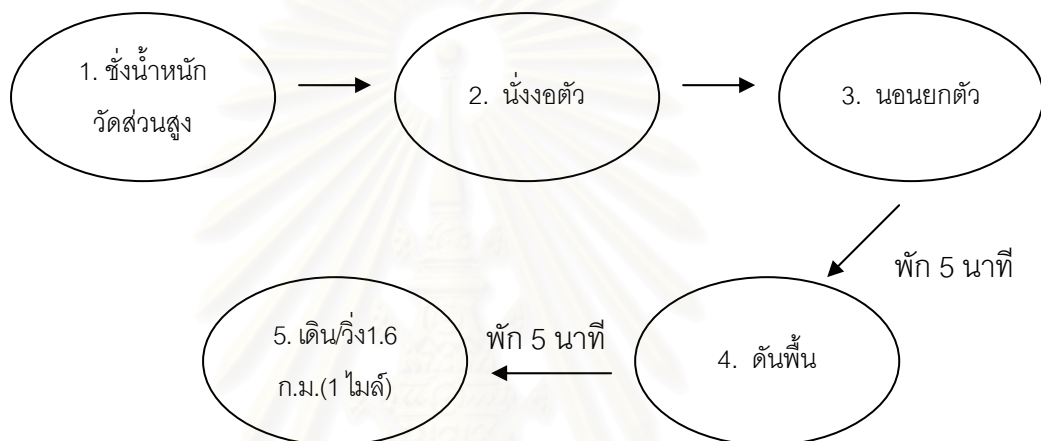 1. ชั่งน้ำหนัก
วัดส่วนสูง
2. นั่งงอตัว
3. นอนยกตัว
พัก 5 นาที
4. ดันพื้น
พัก 5 นาที
5. เดิน/วิ่ง1.6
ก.ม.(1 ไมล์)